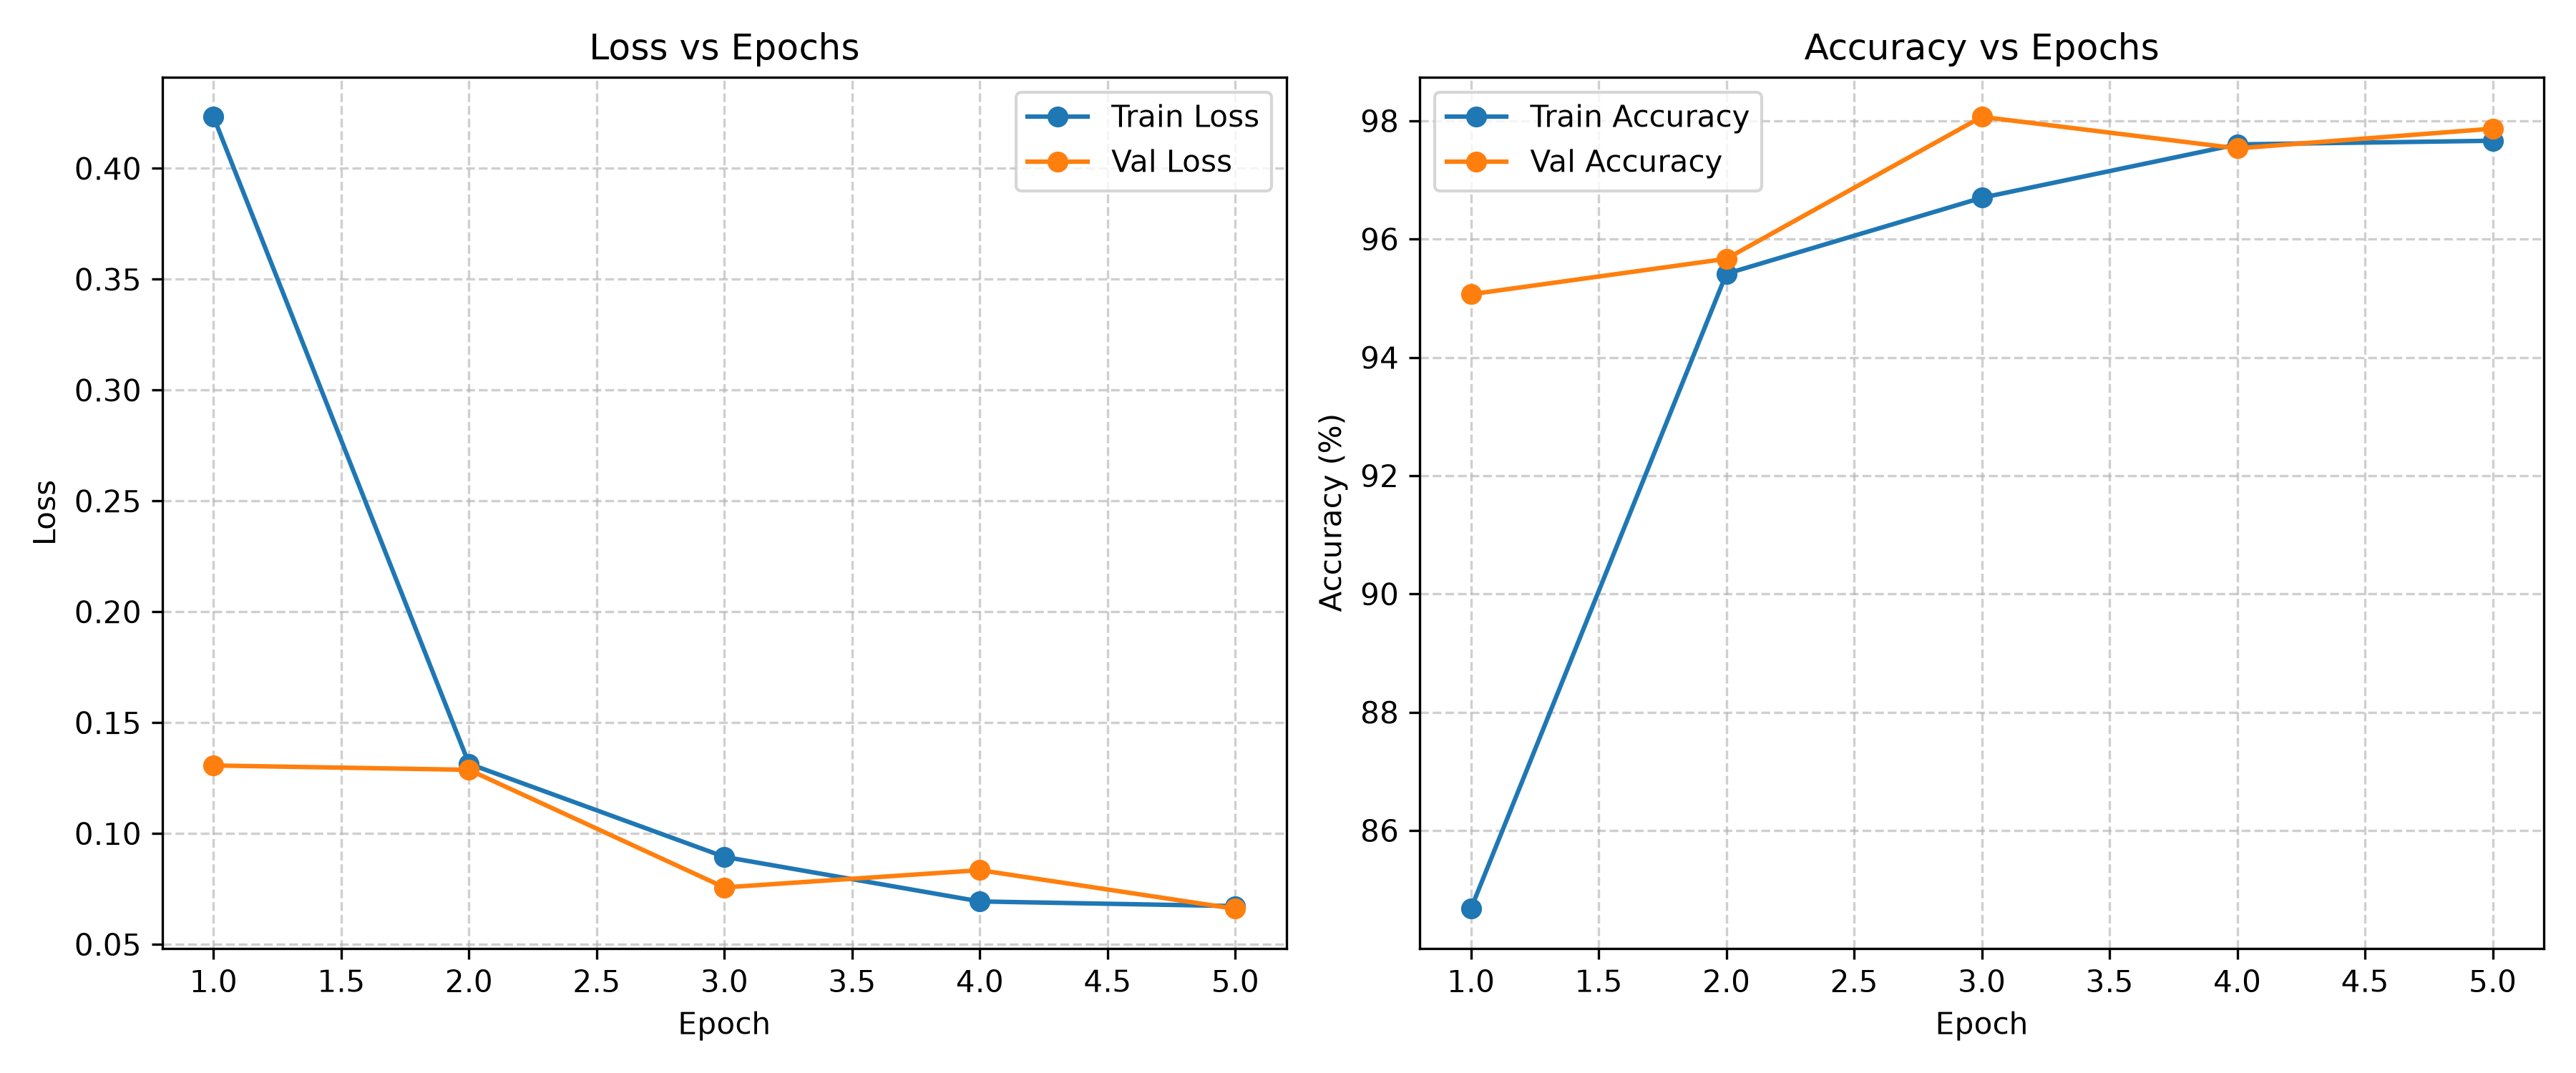 Loss vs Epochs
Train Loss
Val Loss
0.40
0.35
0.30
0.25
0.20
0.15
0.10
0.05
Loss
1.0 1.5 2.0 2.5 3.0 3.5 4.0 4.5 5.0
Epoch
Accuracy vs Epochs
Train Accuracy
Val Accuracy
98
96
94
92
90
88
86
Accuracy (%)
1.0 1.5 2.0 2.5 3.0 3.5 4.0 4.5 5.0
Epoch